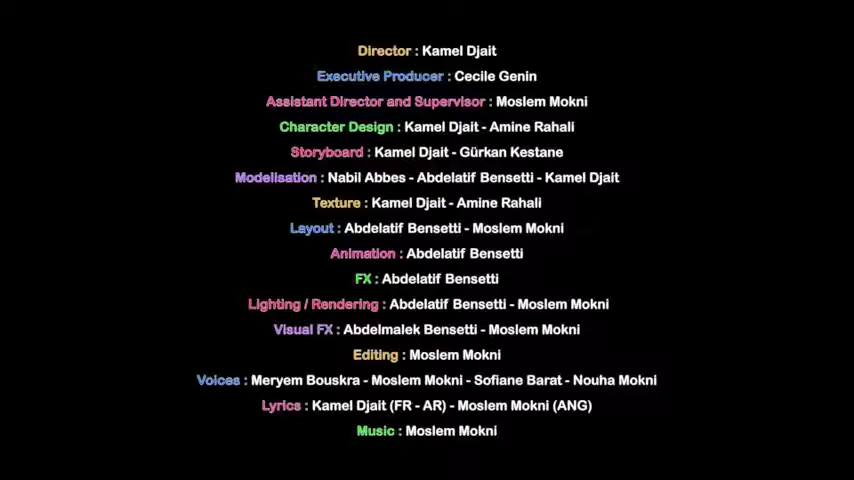 Director : Kamel Djait
Executive Producer : Cecile Genin
Assistant Director and Supervisor : Moslem Mokni
Character Design : Kamel Djait - Amine Rahali
Storyboard : Kamel Djait - Gürkan Kestane
Modelisation : Nabil Abbes - Abdelatif Bensetti - Kamel Djait
Texture : Kamel Djait - Amine Rahali
Layout : Abdelatif Bensetti - Moslem Mokni
Animation : Abdelatif Bensetti
FX : Abdelatif Bensetti
Lighting / Rendering : Abdelatif Bensetti - Moslem Mokni
Visual FX : Abdelmalek Bensetti - Moslem Mokni
Editing : Moslem Mokni
Voices : Meryem Bouskra - Moslem Mokni - Sofiane Barat - Nouha Mokni
Lyrics : Kamel Djait (FR - AR) - Moslem Mokni (ANG)
Music : Moslem Mokni